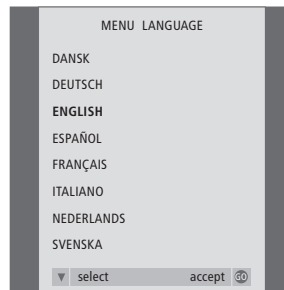 MENU LANGUAGE
DANSK
DEUTSCH
ENGLISH
ESPAÑOL
FRANÇAIS
ITALIANO
NEDERLANDS
SVENSKA
▼ select accept GO